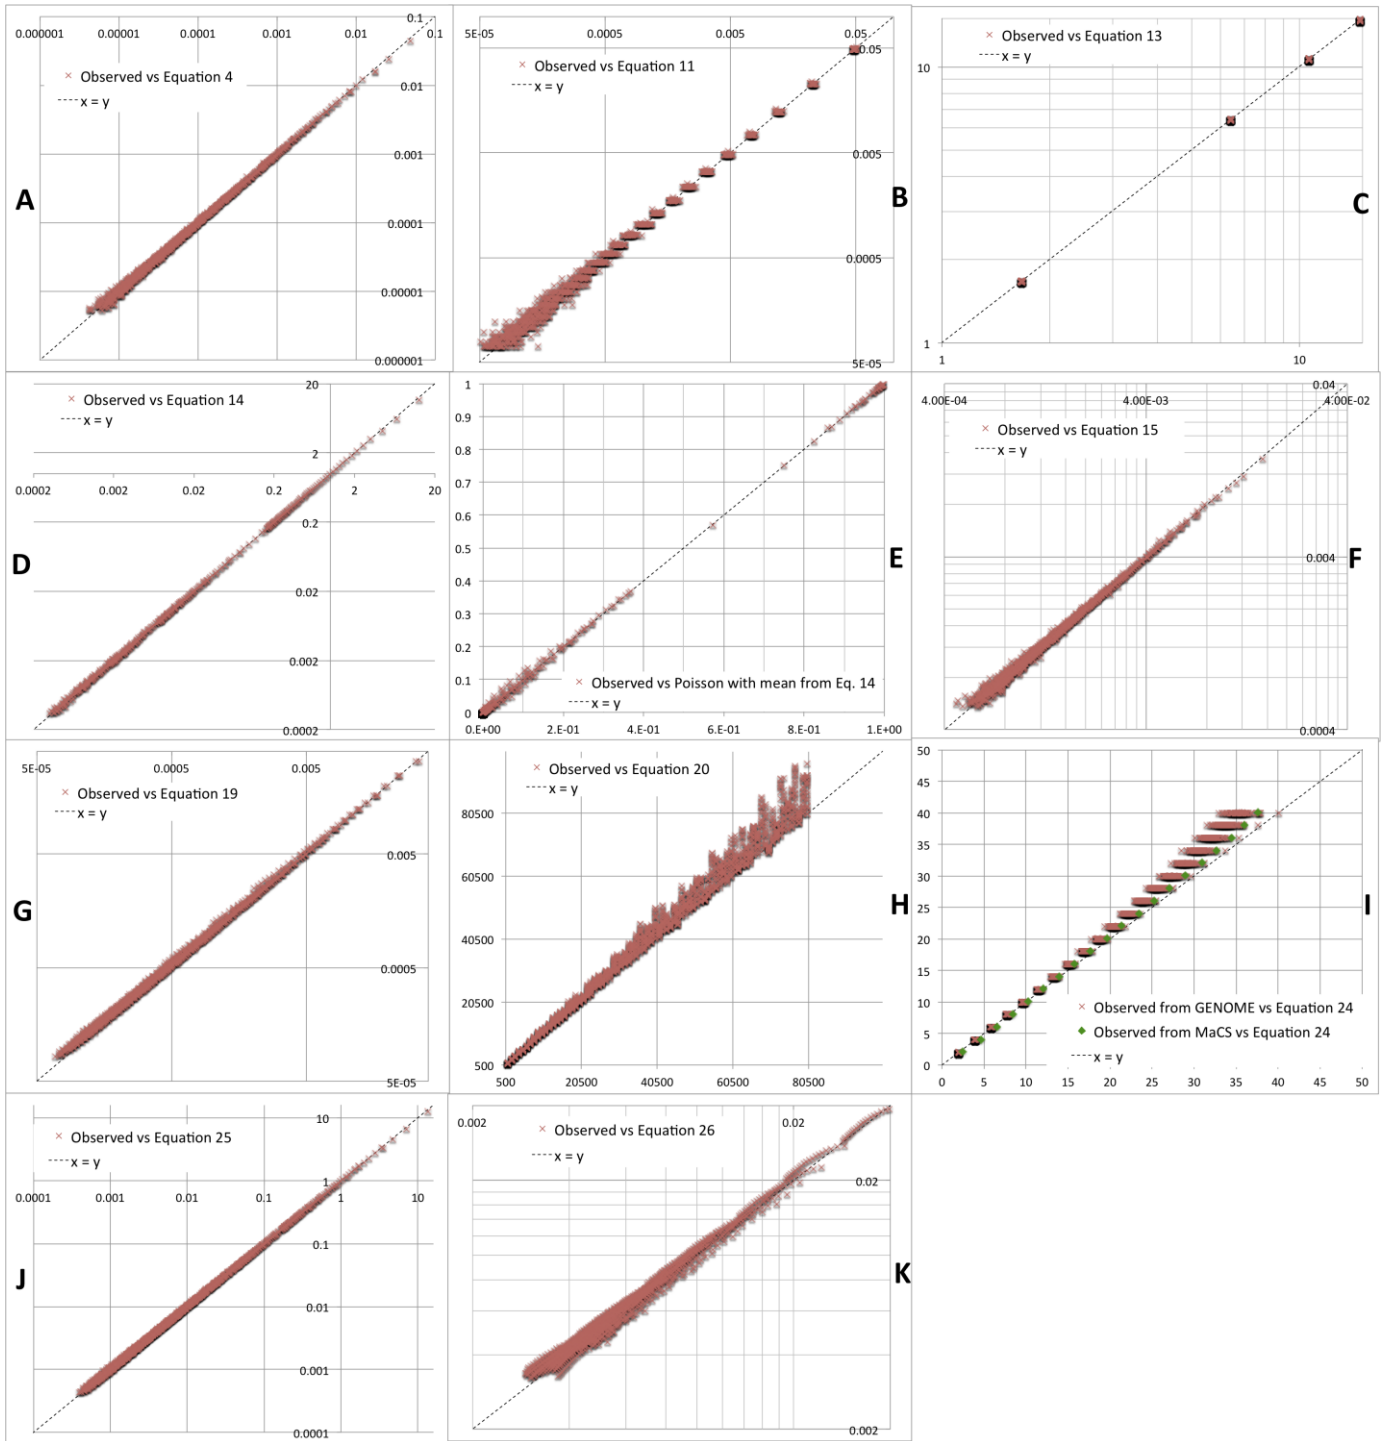 0.000001 0.00001 0.0001 0.001 0.01 0.1
0.1
× Observed vs Equation 4
x = y
0.01
0.001
0.0001
0.00001
0.000001
A
5E-05 0.0005 0.005 0.05
× Observed vs Equation 11
x = y
0.005
0.0005
5E-05
B
× Observed vs Equation 13
x = y
10
1
1 10
C
20
× Observed vs Equation 14
x = y
2
0.0002 0.002 0.02 0.2 2 20
0.2
0.02
0.002
0.0002
D
1
0.9
0.8
0.7
0.6
0.5
0.4
0.3
0.2
0.1
0
× Observed vs Poisson with mean from Eq. 14
x = y
0.E+00 2.E-01 4.E-01 6.E-01 8.E-01 1.E+00
E
0.04
4.00E-04 4.00E-03 4.00E-02
× Observed vs Equation 15
x = y
0.004
0.0004
F
5E-05 0.0005 0.005
× Observed vs Equation 19
x = y
0.005
0.0005
5E-05
G
× Observed vs Equation 20
x = y
80500
60500
40500
20500
500
500 20500 40500 60500 80500
H
50
45
40
35
30
25
20
15
10
5
0
× Observed from GENOME vs Equation 24
Observed from MaCS vs Equation 24
x = y
0 5 10 15 20 25 30 35 40 45 50
I
10
× Observed vs Equation 25
x = y
1
0.0001 0.001 0.01 0.1 1 10
0.1
0.01
0.001
0.0001
J
0.002 0.02
× Observed vs Equation 26
x = y
0.02
0.002
K